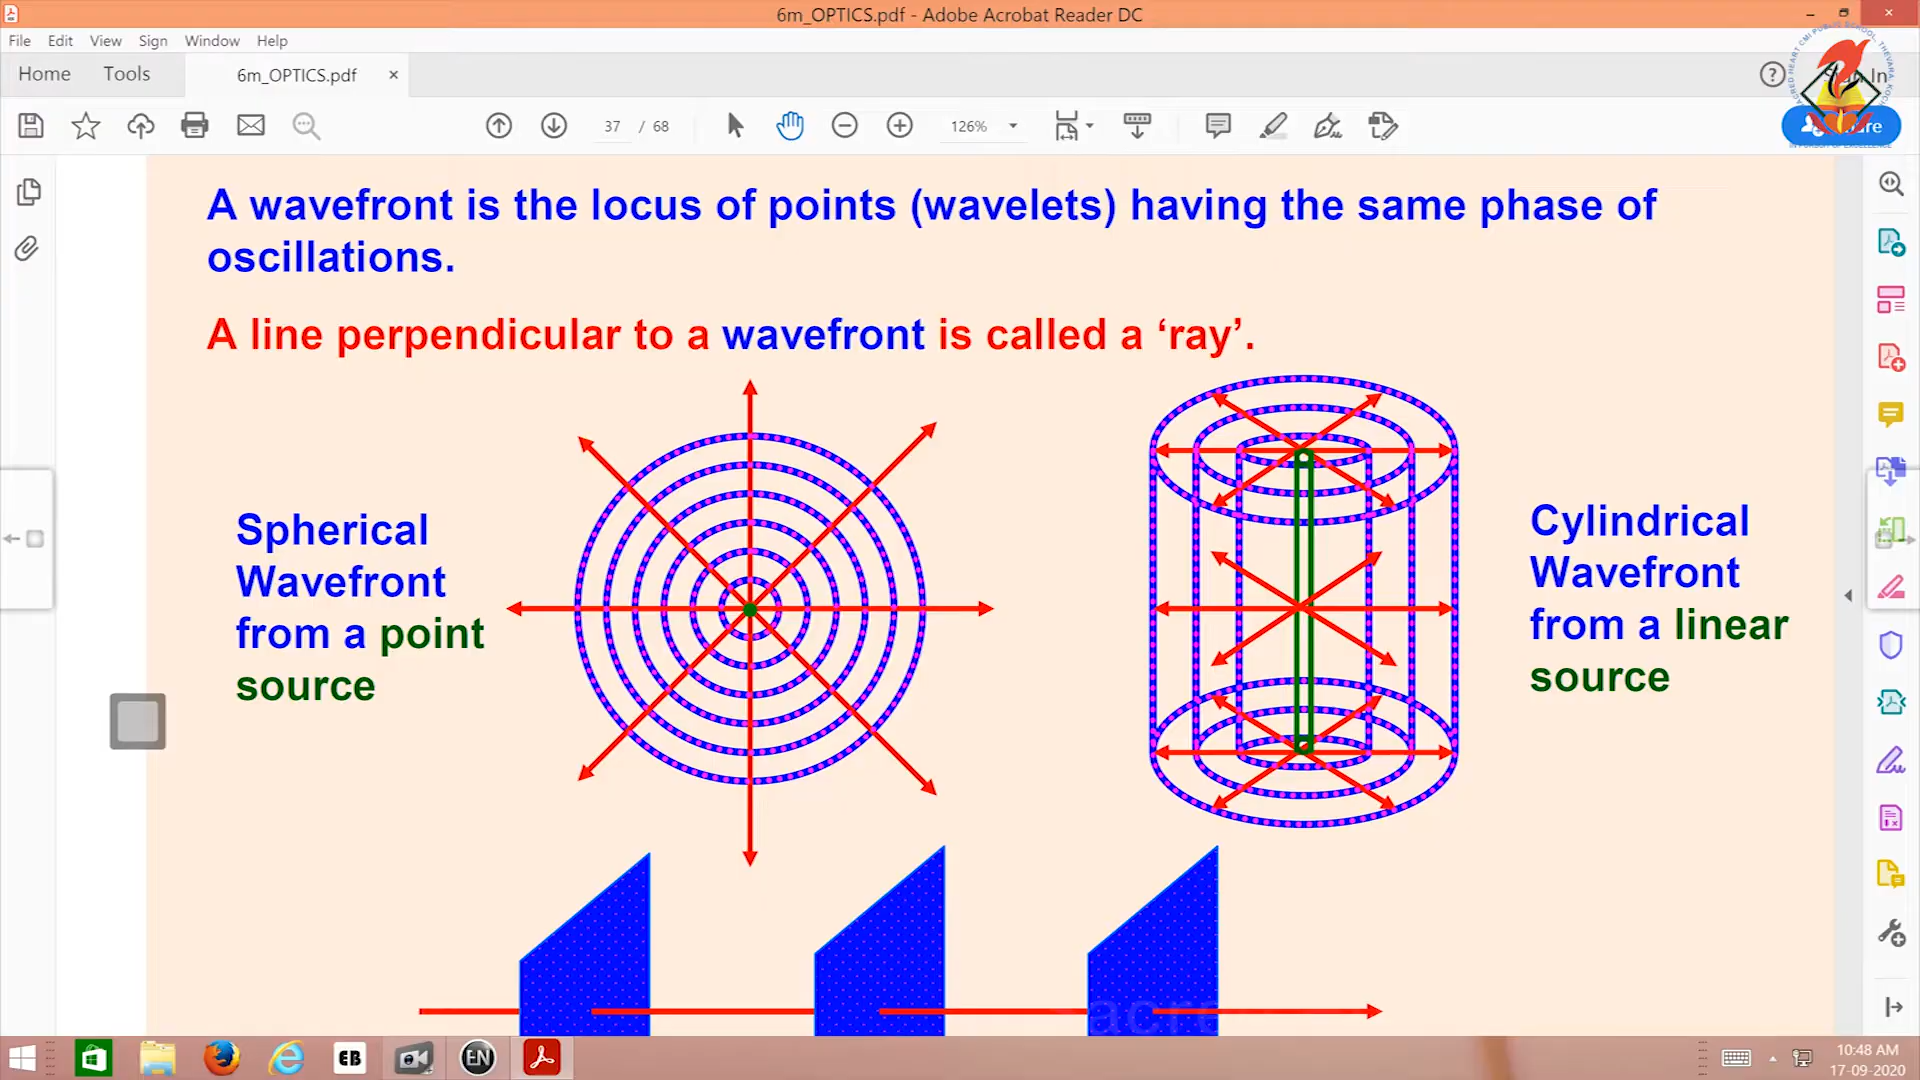 6m_OPTICS.pdf - Adobe Acrobat Reader DC
File Edit View Sign Window Help
Home Tools 6m_OPTICS.pdf
37 / 68 126%
A wavefront is the locus of points (wavelets) having the same phase of
oscillations.
A line perpendicular to a wavefront is called a ‘ray’.
Spherical
Wavefront
from a point
source
Cylindrical
Wavefront
from a linear
source
EB
EN
10:48 AM
17-09-2020